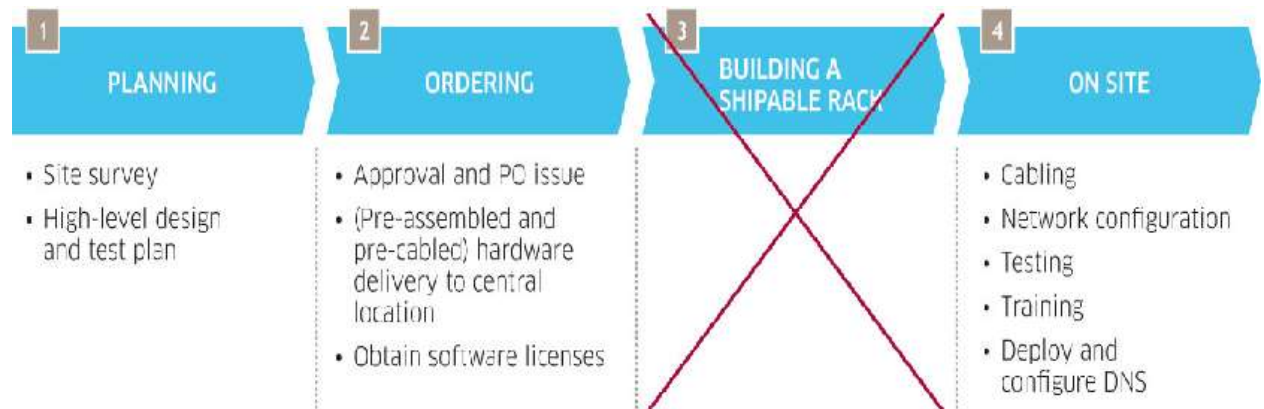 1
PLANNING
• Site survey
• High-level design
and test plan
2
ORDERING
• Approval and PO issue
• (Pre-assembled and
pre-cabled) hardware
delivery to central
location
• Obtain software licenses
3
BUILDING A
SHIPABLE RACK
4
ON SITE
• Cabling
• Network configuration
• Testing
• Training
• Deploy and
configure DNS